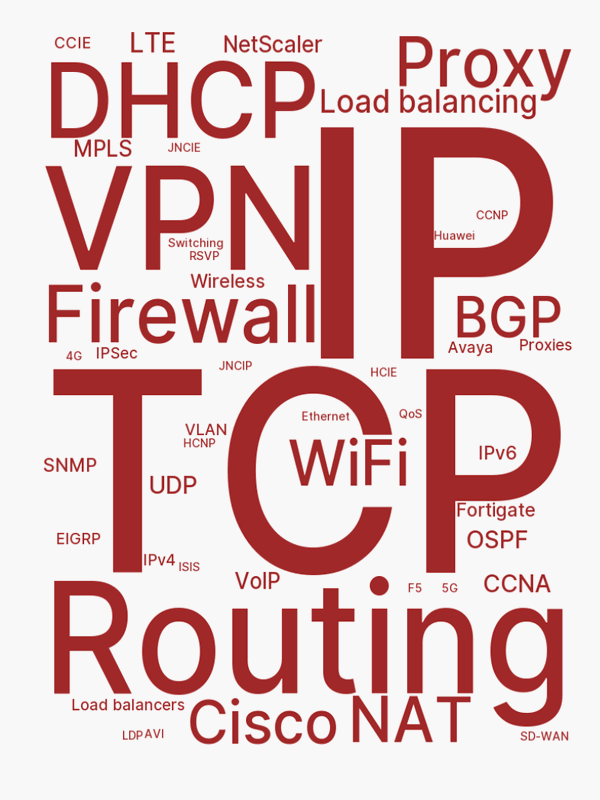 CCIE
LTE
NetScaler
Proxy
DHCP
Load balancing
MPLS
JNCIE
IP
VPN
CCNP
Huawei
Switching
RSVP
Wireless
Firewall
BGP
Avaya
Proxies
4G
IPSec
JNCIP
HCIE
TCP
Ethernet
QoS
VLAN
HCNP
WiFi
IPv6
SNMP
UDP
Fortigate
EIGRP
OSPF
IPv4
ISIS
VoIP
F5
5G
CCNA
Routing
Load balancers
Cisco
NAT
LDP
AVI
SD-WAN